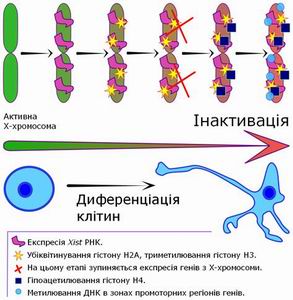 Активна
X-хромосома
Інактивація
Диференціація
клітин
Експресія Xist РНК.
Убіквітинування гістону H2A, триметилювання гістону H3.
На цьому етапі зупиняється експресія генів з X-хромосоми.
Гіпоацетилювання гістону H4.
Метилювання ДНК в зонах промоторних регіонів генів.